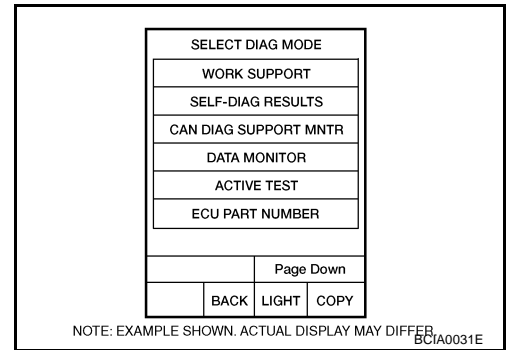 SELECT DIAG MODE
WORK SUPPORT
SELF-DIAG RESULTS
CAN DIAG SUPPORT MNTR
DATA MONITOR
ACTIVE TEST
ECU PART NUMBER
Page Down
BACK LIGHT COPY
NOTE: EXAMPLE SHOWN. ACTUAL DISPLAY MAY DIFFER.
BCIA0031E